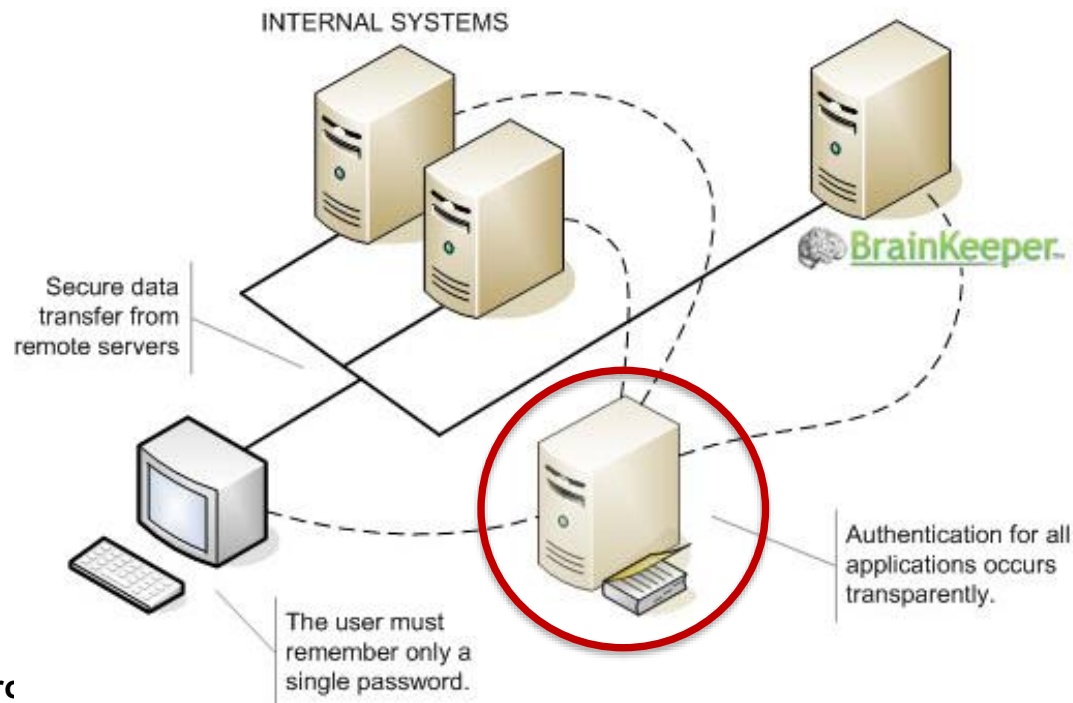 INTERNAL SYSTEMS
BrainKeeper™
Secure data
transfer from
remote servers
Authentication for all
applications occurs
transparently.
The user must
remember only a
single password.